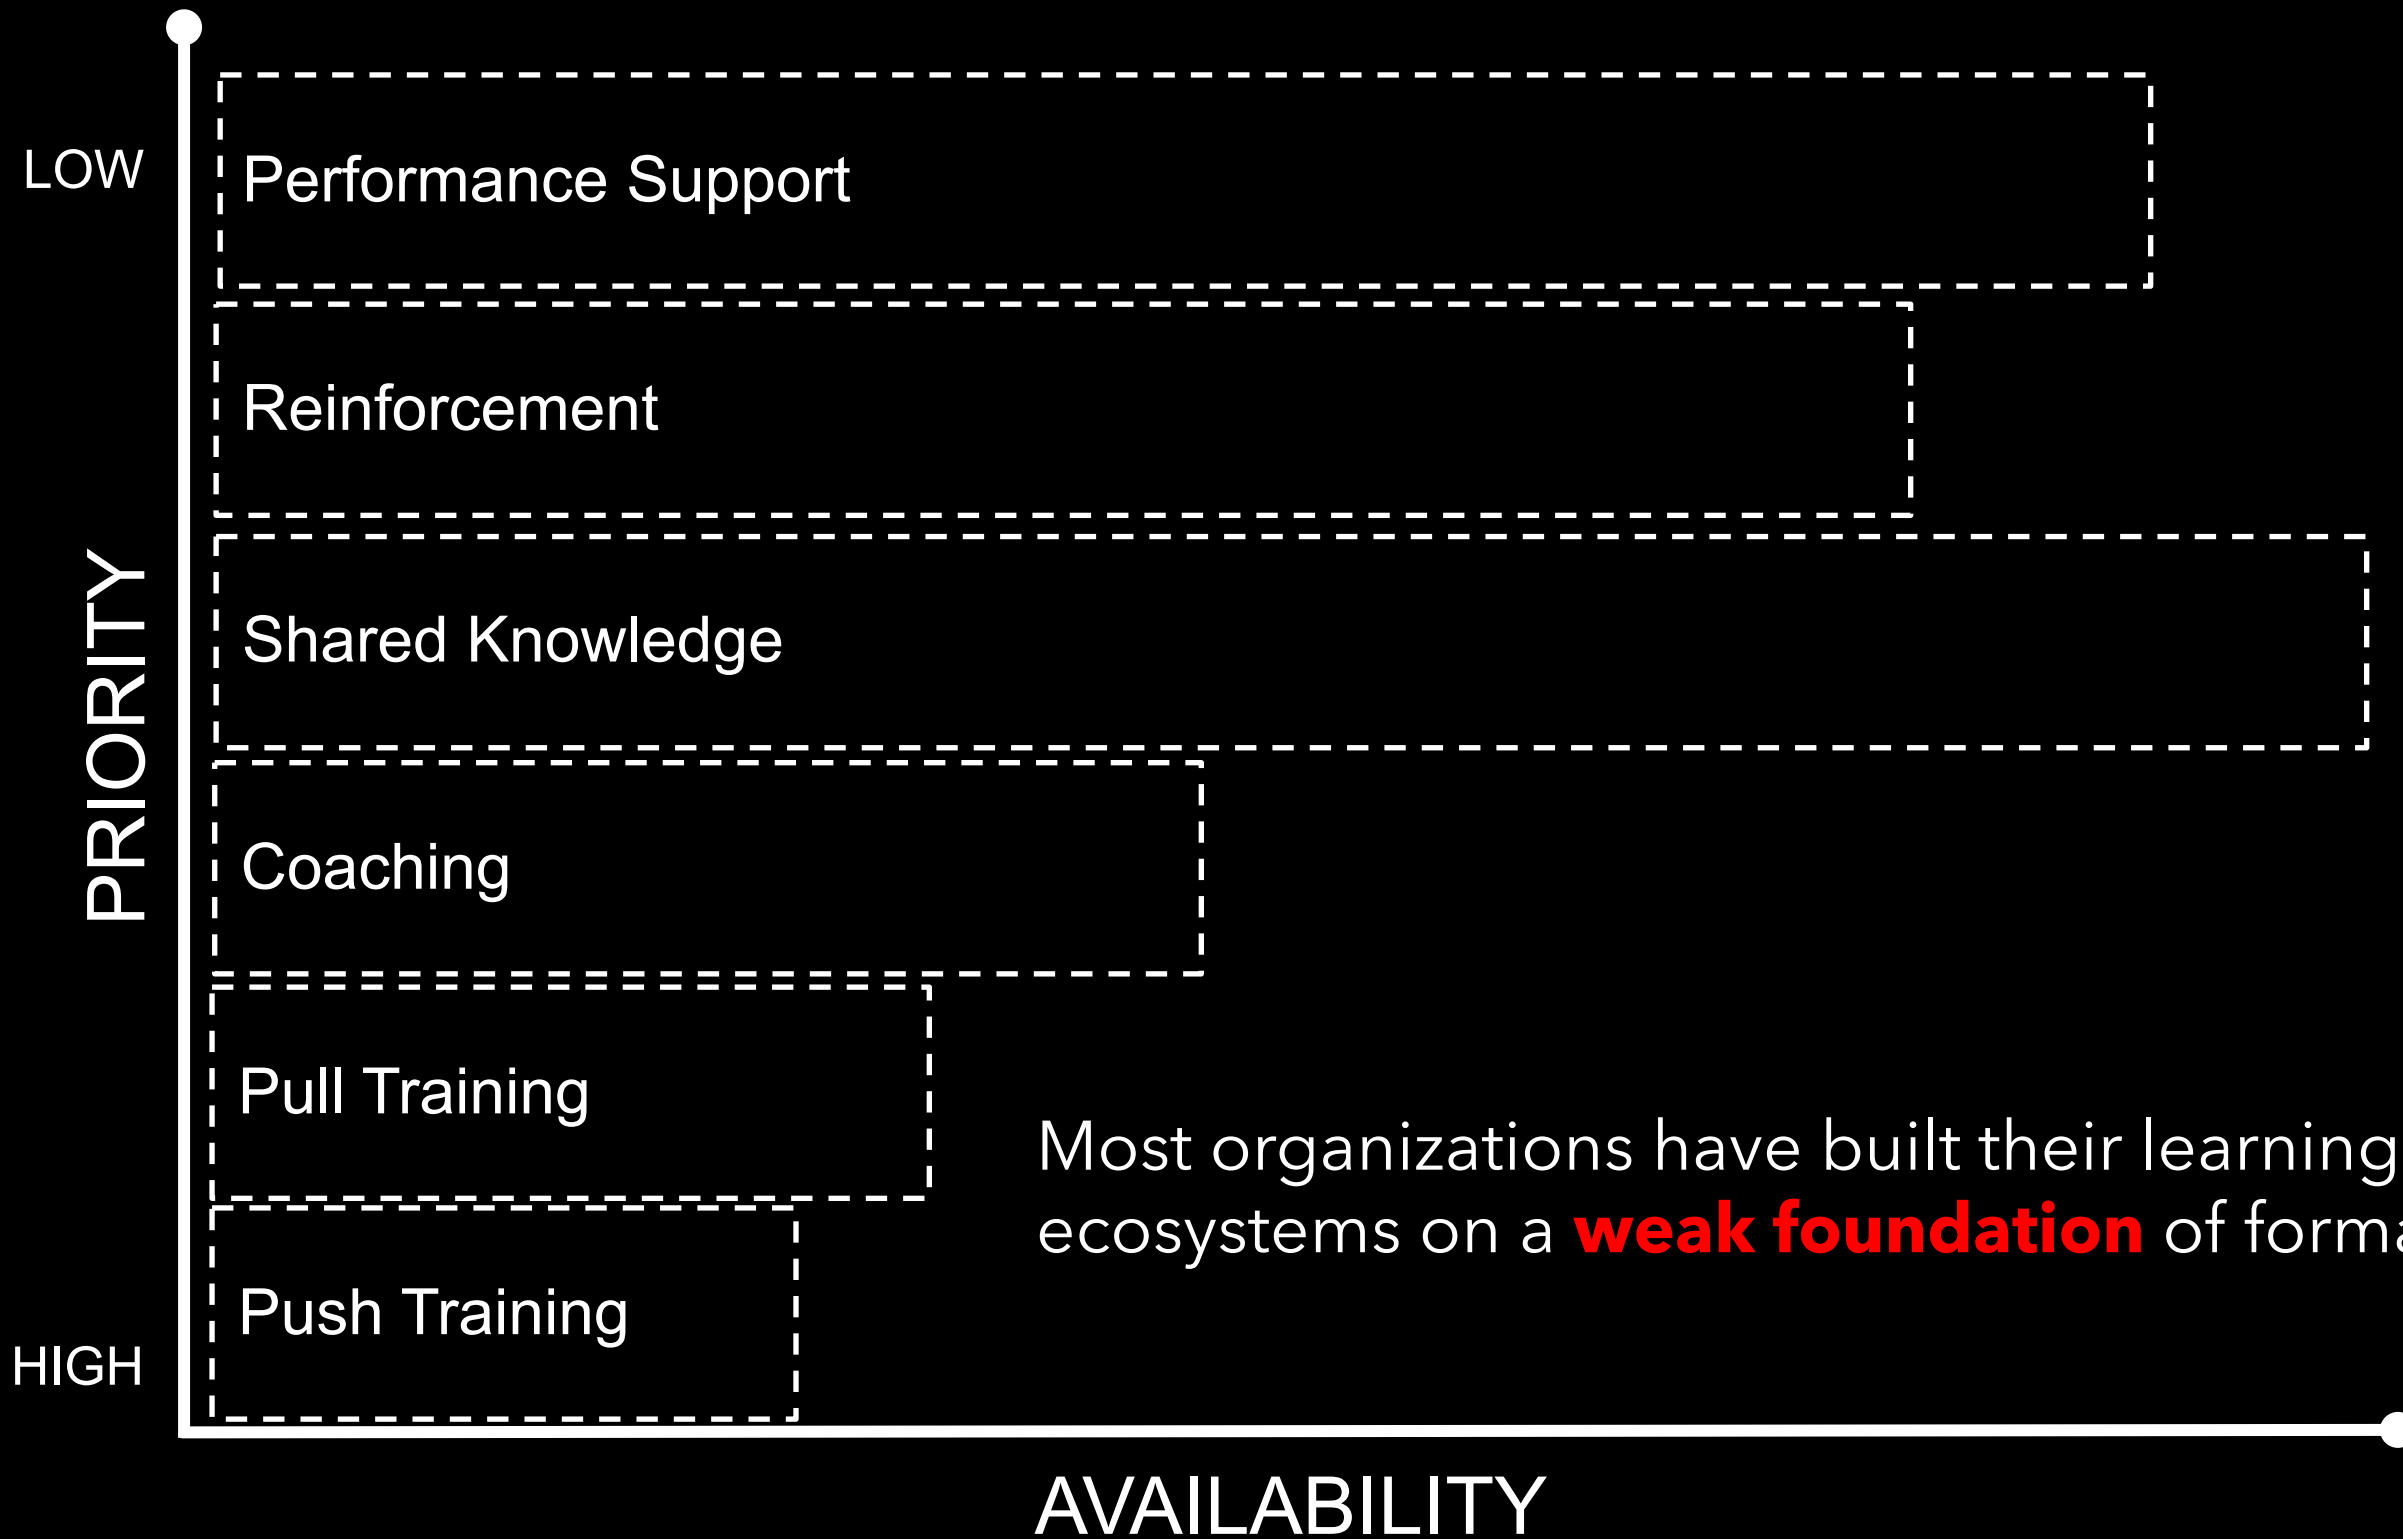 LOW
Performance Support
Reinforcement
PRIORITY
Shared Knowledge
Coaching
Pull Training
Most organizations have built their learning
ecosystems on a weak foundation of
Push Training
HIGH
AVAILABILITY